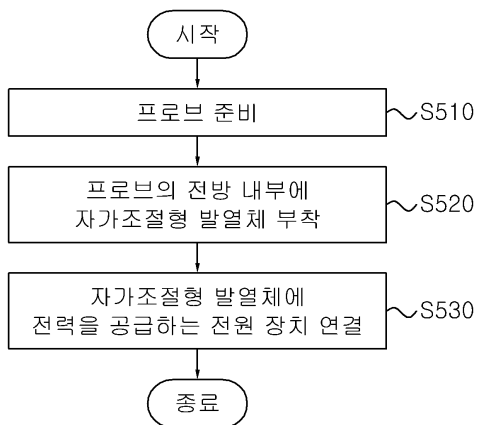 시작
프로브 준비
S510
프로브의 전방 내부에
자가조절형 발열체 부착
S520
자가조절형 발열체에
전력을 공급하는 전원 장치 연결
S530
종료